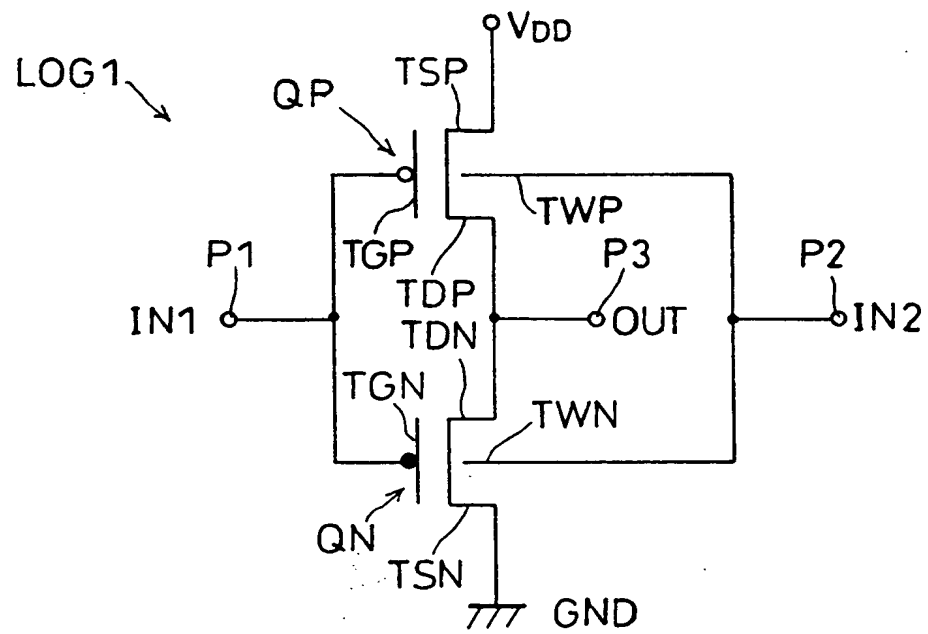 VDD
LOG1
TSP
QP
TWP
TGP
P1
P3
P2
TDP
IN1
OUT
IN2
TDN
TGN
TWN
QN
TSN
GND